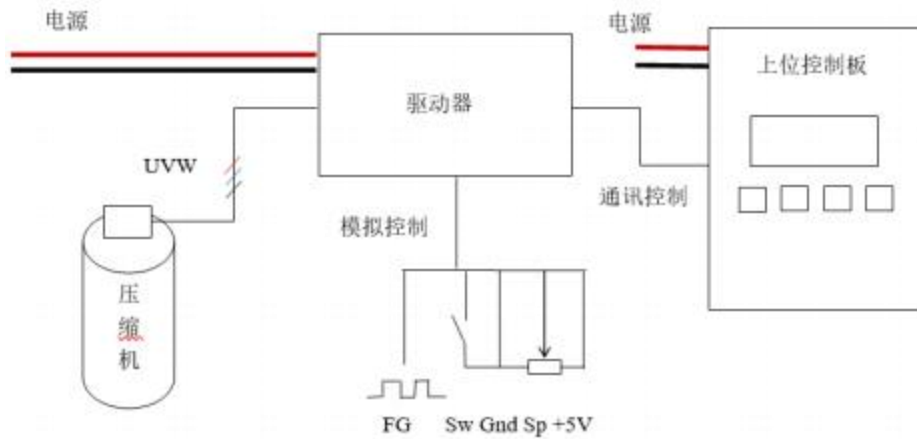 电源
电源
上位控制板
驱动器
UVW
通讯控制
模拟控制
压
缩
机
FG Sw Gnd Sp +5V